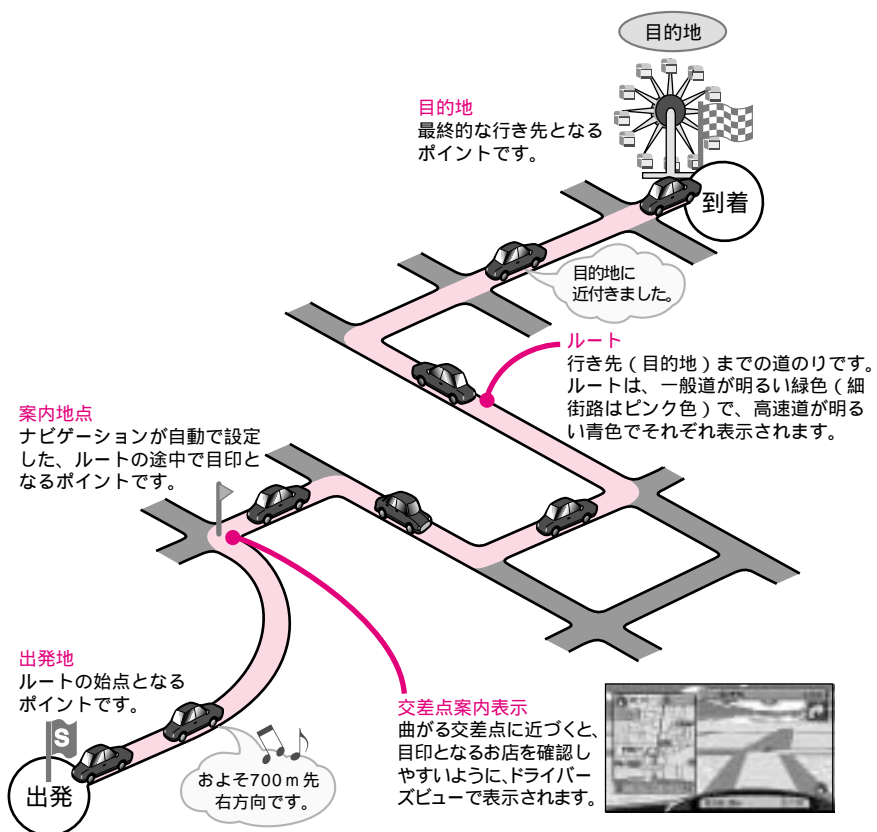 目的地
目的地
最終的な行き先となる
ポイントです。
到着
目的地に
近付きました。
ルート
行き先（目的地）までの道のりです。
ルートは、一般道が明るい緑色（細
街路はピンク色）で、高速道が明る
い青色でそれぞれ表示されます。
案内地点
ナビゲーションが自動で設定
した、ルートの途中で目印と
なるポイントです。
出発地
ルートの始点となる
ポイントです。
S
出発
およそ700ｍ先
右方向です。
交差点案内表示
曲がる交差点に近づくと、
目印となるお店を確認し
やすいように、ドライバー
ズビューで表示されます。